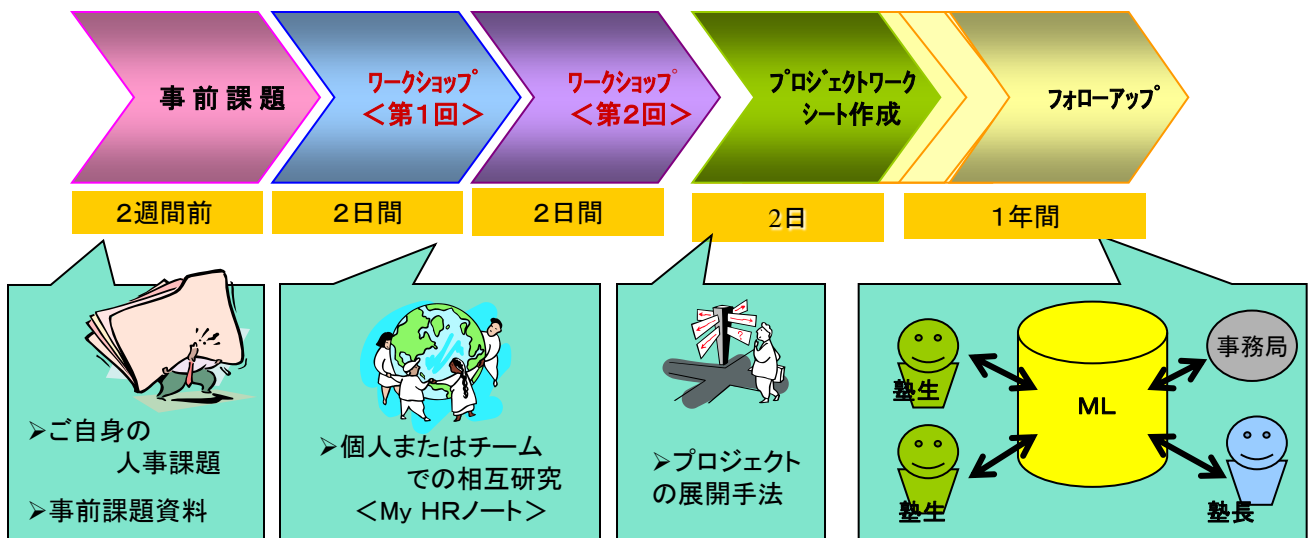 事前課題
ワークショップ
＜第１回＞
ワークショップ
＜第２回＞
プロジェクトワーク
シート作成
フォローアップ
２週間前
２日間
２日間
2日
１年間
➢ご自身の
人事課題
➢事前課題資料
➢個人またはチーム
での相互研究
＜My HRノート＞
➢プロジェクト
の展開手法
塾生
塾生
ML
事務局
塾長